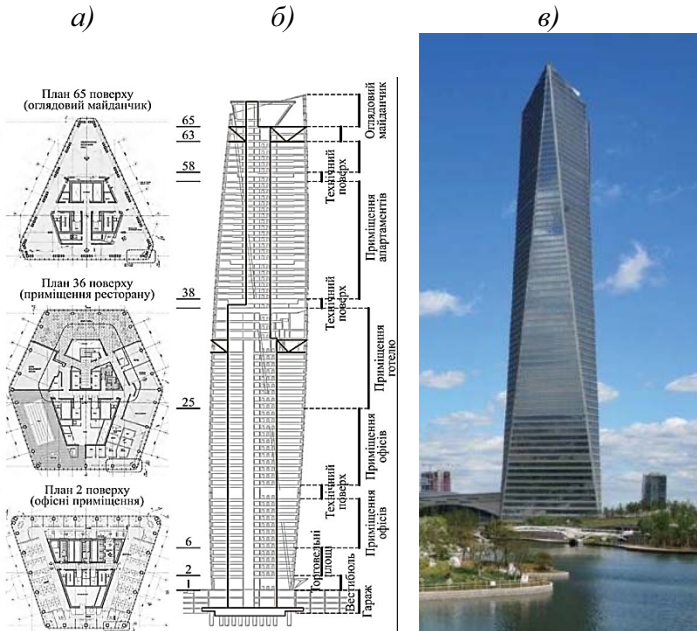 а)
б)
в)
План 65 поверху
(оглядовий майданчик)
План 36 поверху
(приміщення ресторану)
План 2 поверху
(офісні приміщення)
65
63
58
38
25
6
2
1
Оглядовий
майданчик
Технічний
поверх
Приміщення
апартаментів
Технічний
поверх
Приміщення
готелю
Приміщення
офісів
Технічний
поверх
Приміщення
офісів
Торговельні
площі
Вестибюль
Гараж